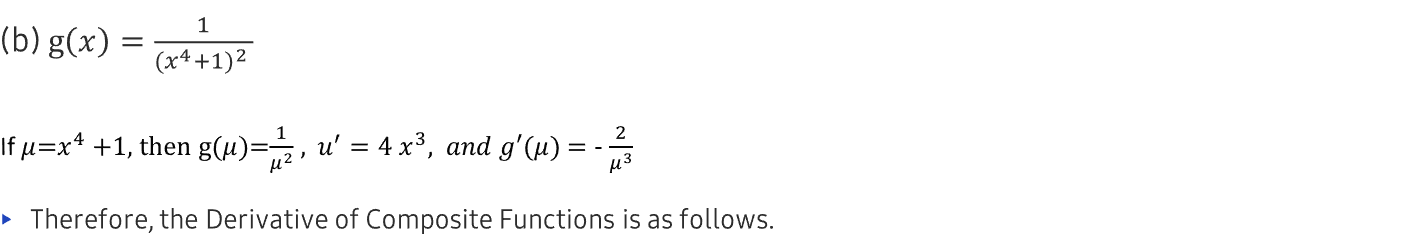 (b) g(x) = 1/(x⁴+1)²
If μ=x⁴ +1, then g(μ)=1/μ² , u′ = 4 x³, and g′(μ) = - 2/μ³
▸ Therefore, the Derivative of Composite Functions is as follows.